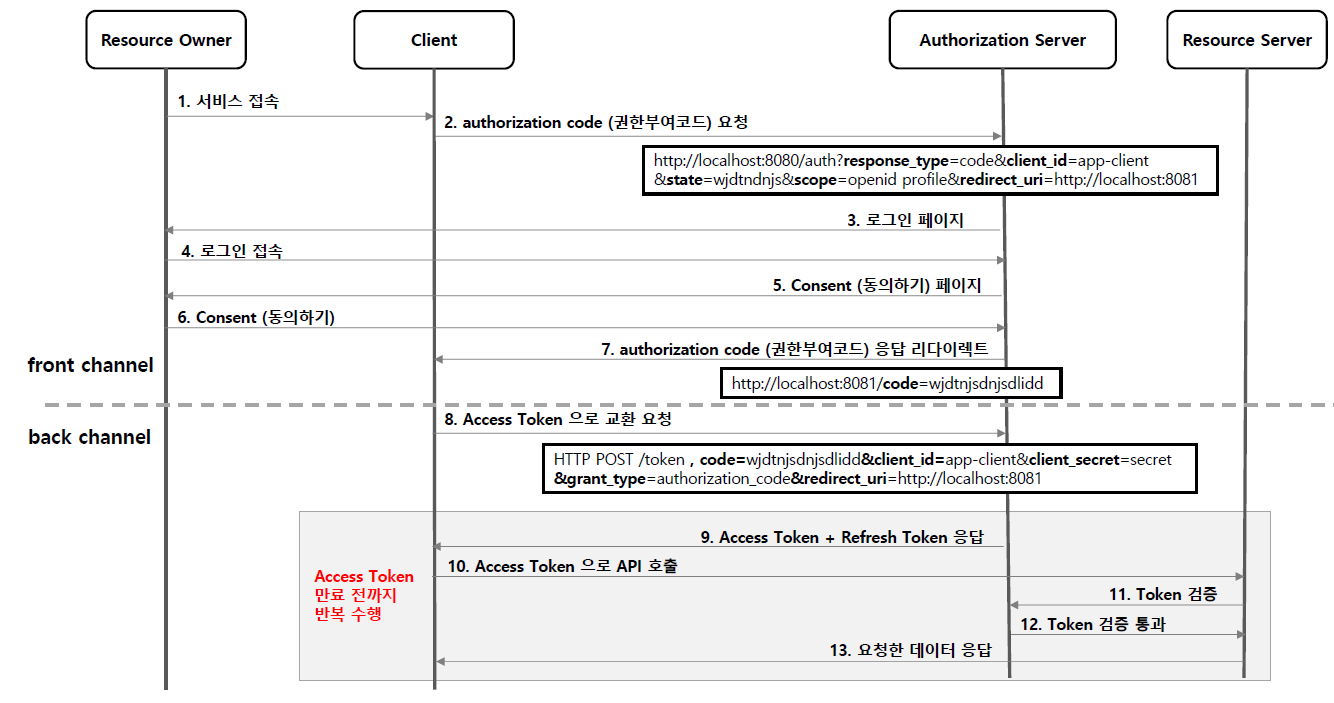 Resource Owner
Client
Authorization Server
Resource Server
1. 서비스 접속
2. authorization code (권한부여코드) 요청
http://localhost:8080/auth?response_type=code&client_id=app-client
&state=wjdtndnjs&scope=openid profile&redirect_uri=http://localhost:8081
3. 로그인 페이지
4. 로그인 접속
5. Consent (동의하기) 페이지
6. Consent (동의하기)
7. authorization code (권한부여코드) 응답 리다이렉트
front channel
http://localhost:8081/code=wjdtnjsdnjsdlidd
back channel
8. Access Token 으로 교환 요청
HTTP POST /token , code=wjdtnjsdnjsdlidd&client_id=app-client&client_secret=secret
&grant_type=authorization_code&redirect_uri=http://localhost:8081
9. Access Token + Refresh Token 응답
10. Access Token 으로 API 호출
Access Token
만료 전까지
반복 수행
11. Token 검증
12. Token 검증 통과
13. 요청한 데이터 응답